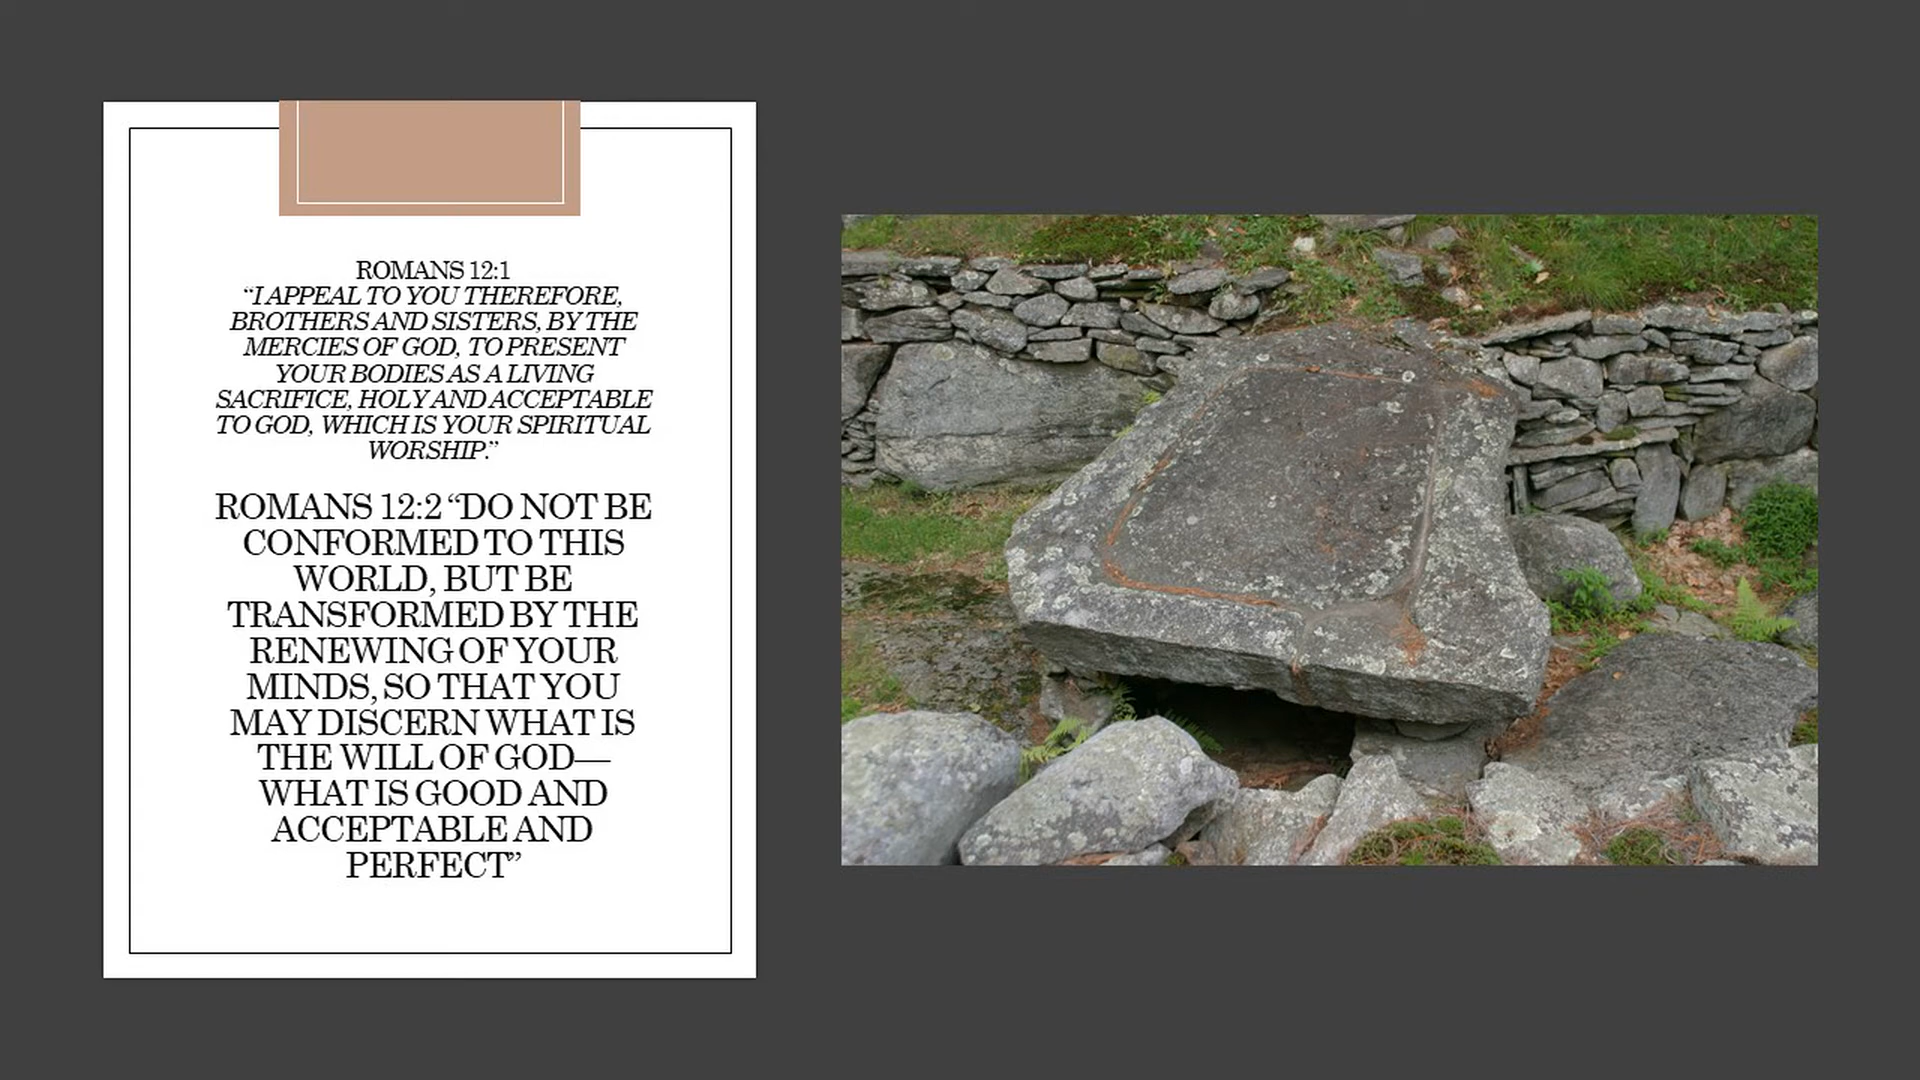 ROMANS 12:1
“I APPEAL TO YOU THEREFORE,
BROTHERS AND SISTERS, BY THE
MERCIES OF GOD, TO PRESENT
YOUR BODIES AS A LIVING
SACRIFICE, HOLY AND ACCEPTABLE
TO GOD, WHICH IS YOUR SPIRITUAL
WORSHIP.”
ROMANS 12:2 “DO NOT BE
CONFORMED TO THIS
WORLD, BUT BE
TRANSFORMED BY THE
RENEWING OF YOUR
MINDS, SO THAT YOU
MAY DISCERN WHAT IS
THE WILL OF GOD—
WHAT IS GOOD AND
ACCEPTABLE AND
PERFECT”